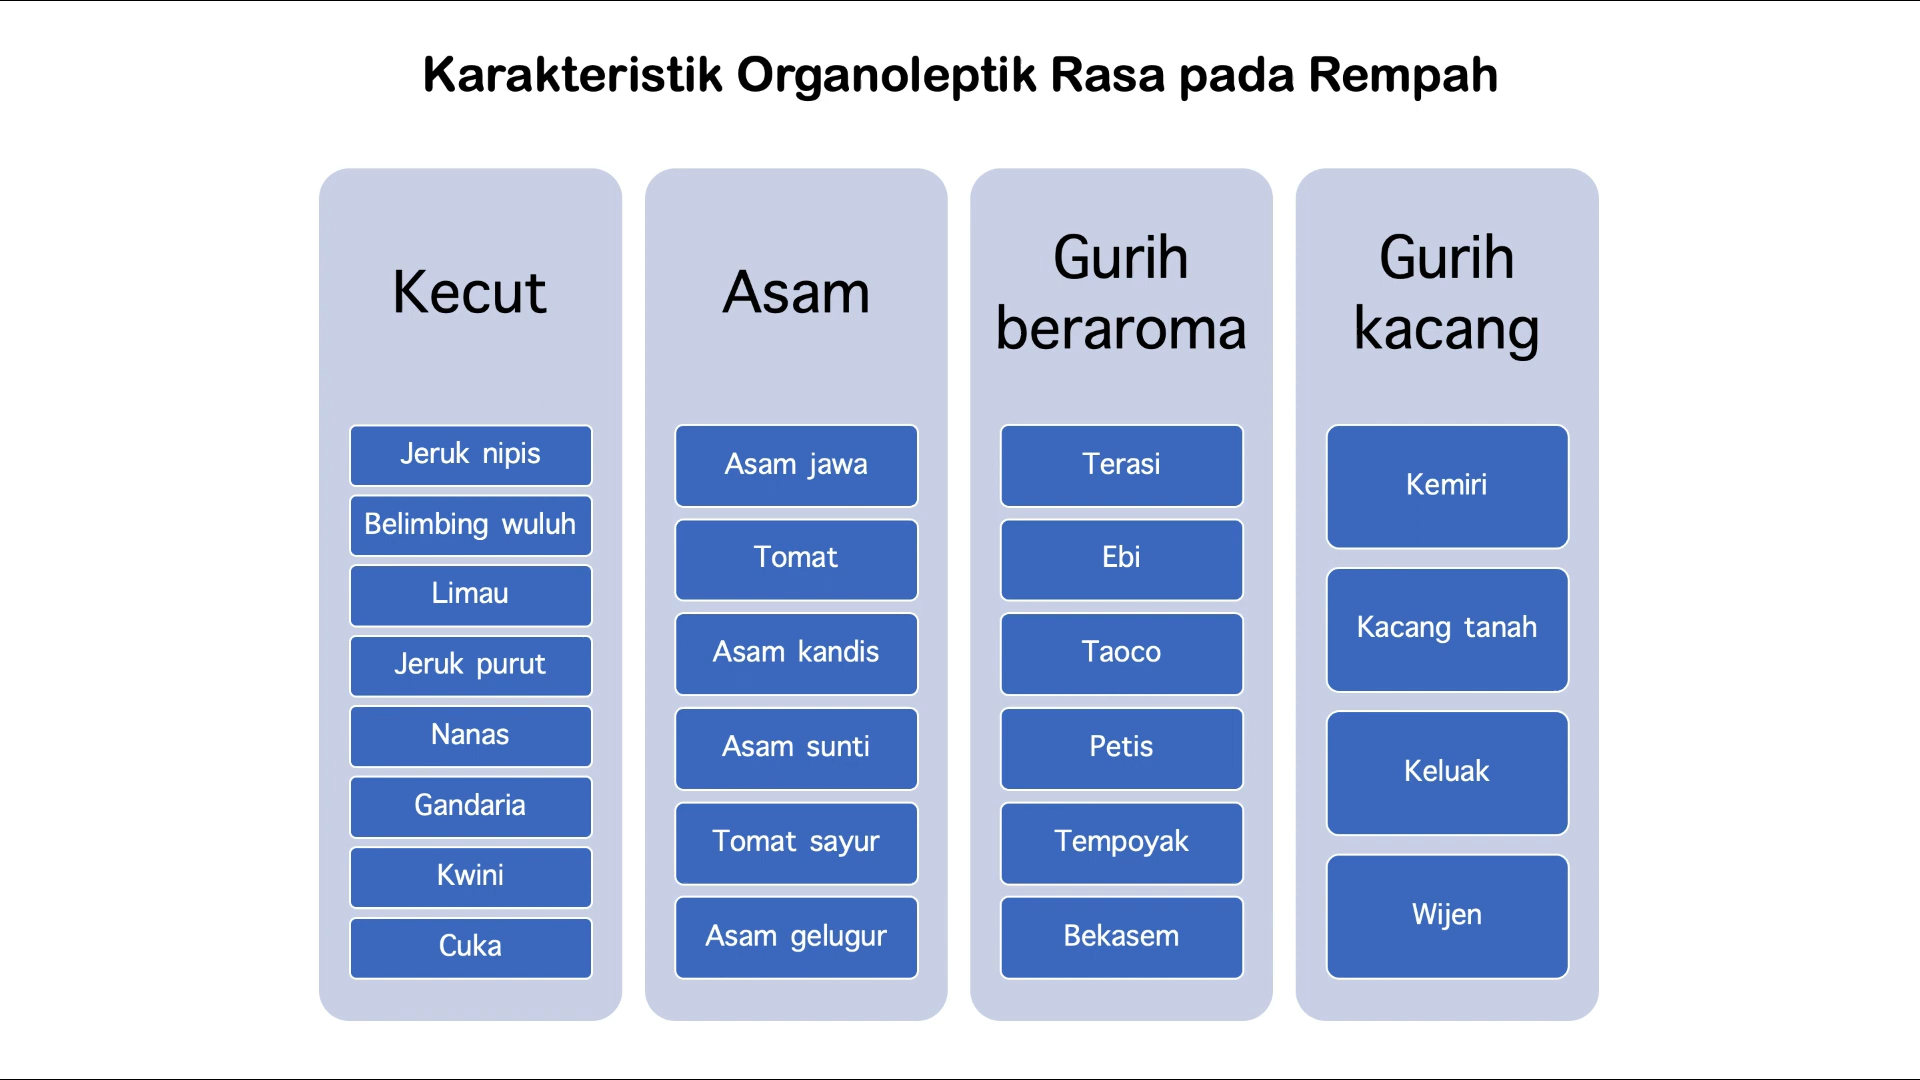 Karakteristik Organoleptik Rasa pada Rempah
Kecut
Jeruk nipis
Belimbing wuluh
Limau
Jeruk purut
Nanas
Gandaria
Kwini
Cuka
Asam
Asam jawa
Tomat
Asam kandis
Asam sunti
Tomat sayur
Asam gelugur
Gurih
beraroma
Terasi
Ebi
Taoco
Petis
Tempoyak
Bekasem
Gurih
kacang
Kemiri
Kacang tanah
Keluak
Wijen